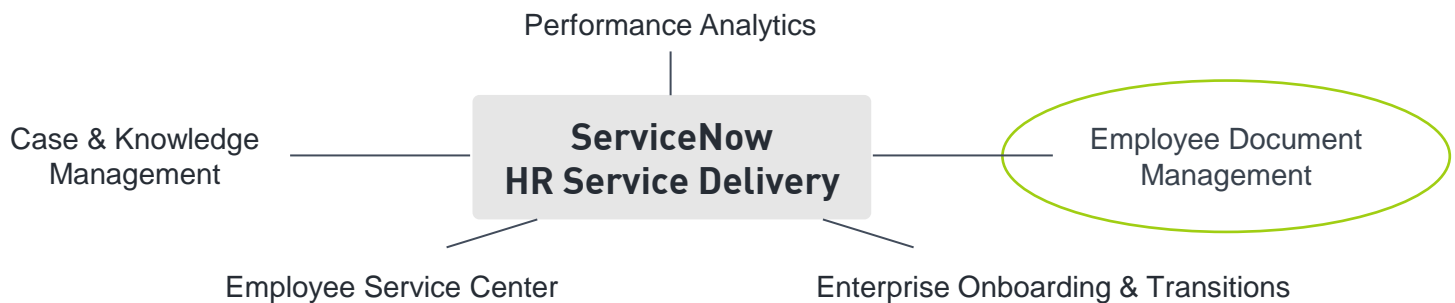 Performance Analytics
Case & Knowledge
Management
ServiceNow
HR Service Delivery
Employee Document
Management
Employee Service Center
Enterprise Onboarding & Transitions